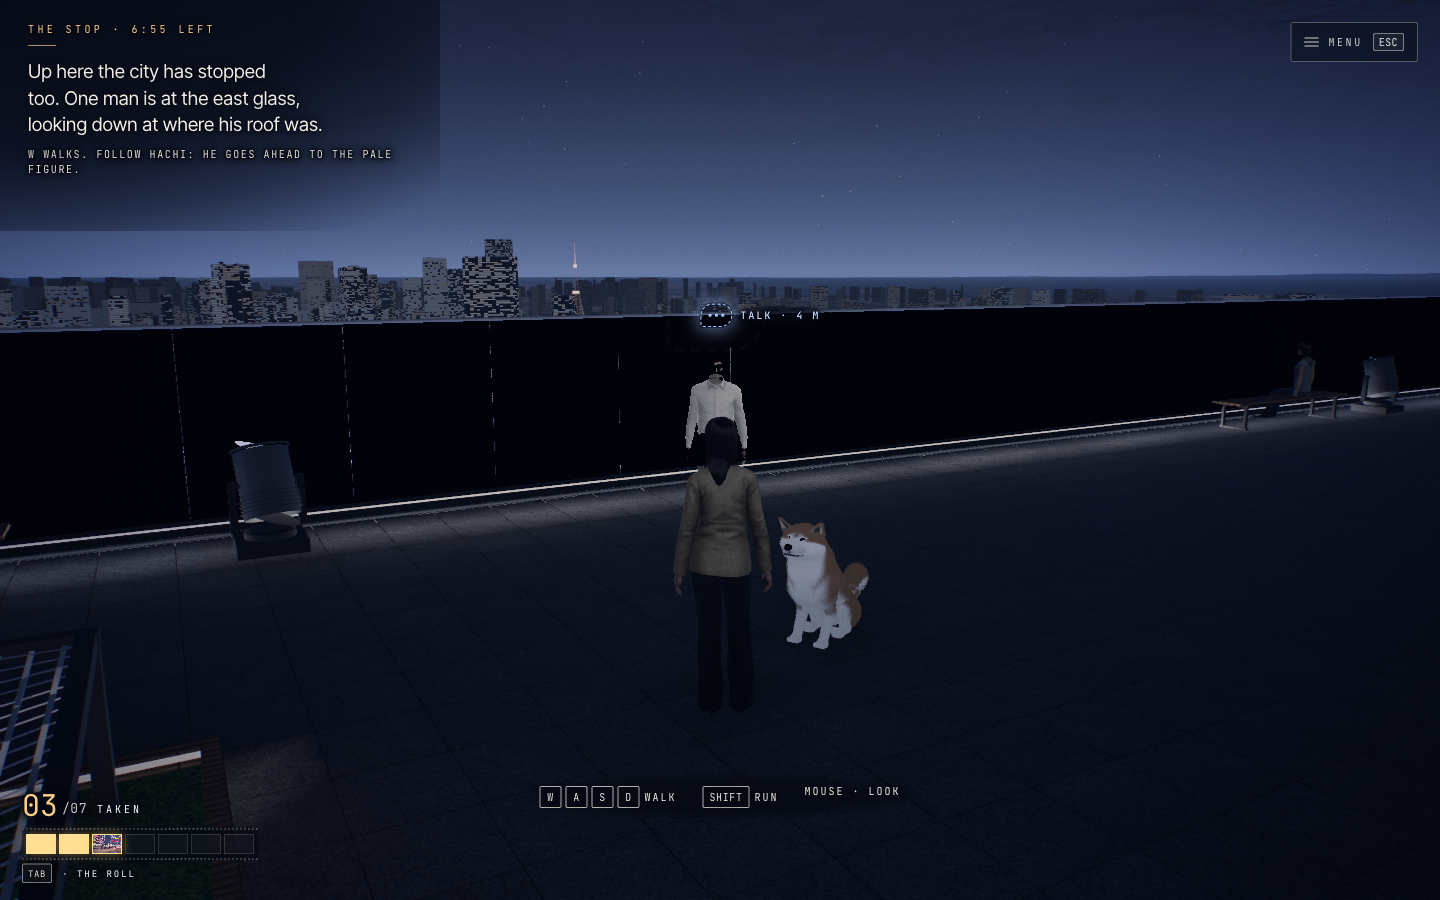 THE STOP · 6:55 LEFT
Up here the city has stopped
too. One man is at the east glass,
looking down at where his roof was.
W WALKS. FOLLOW HACHI: HE GOES AHEAD TO THE PALE
FIGURE.
MENU ESC
TALK · 4 M
03 /07 TAKEN
TAB · THE ROLL
W A S D WALK SHIFT RUN MOUSE · LOOK